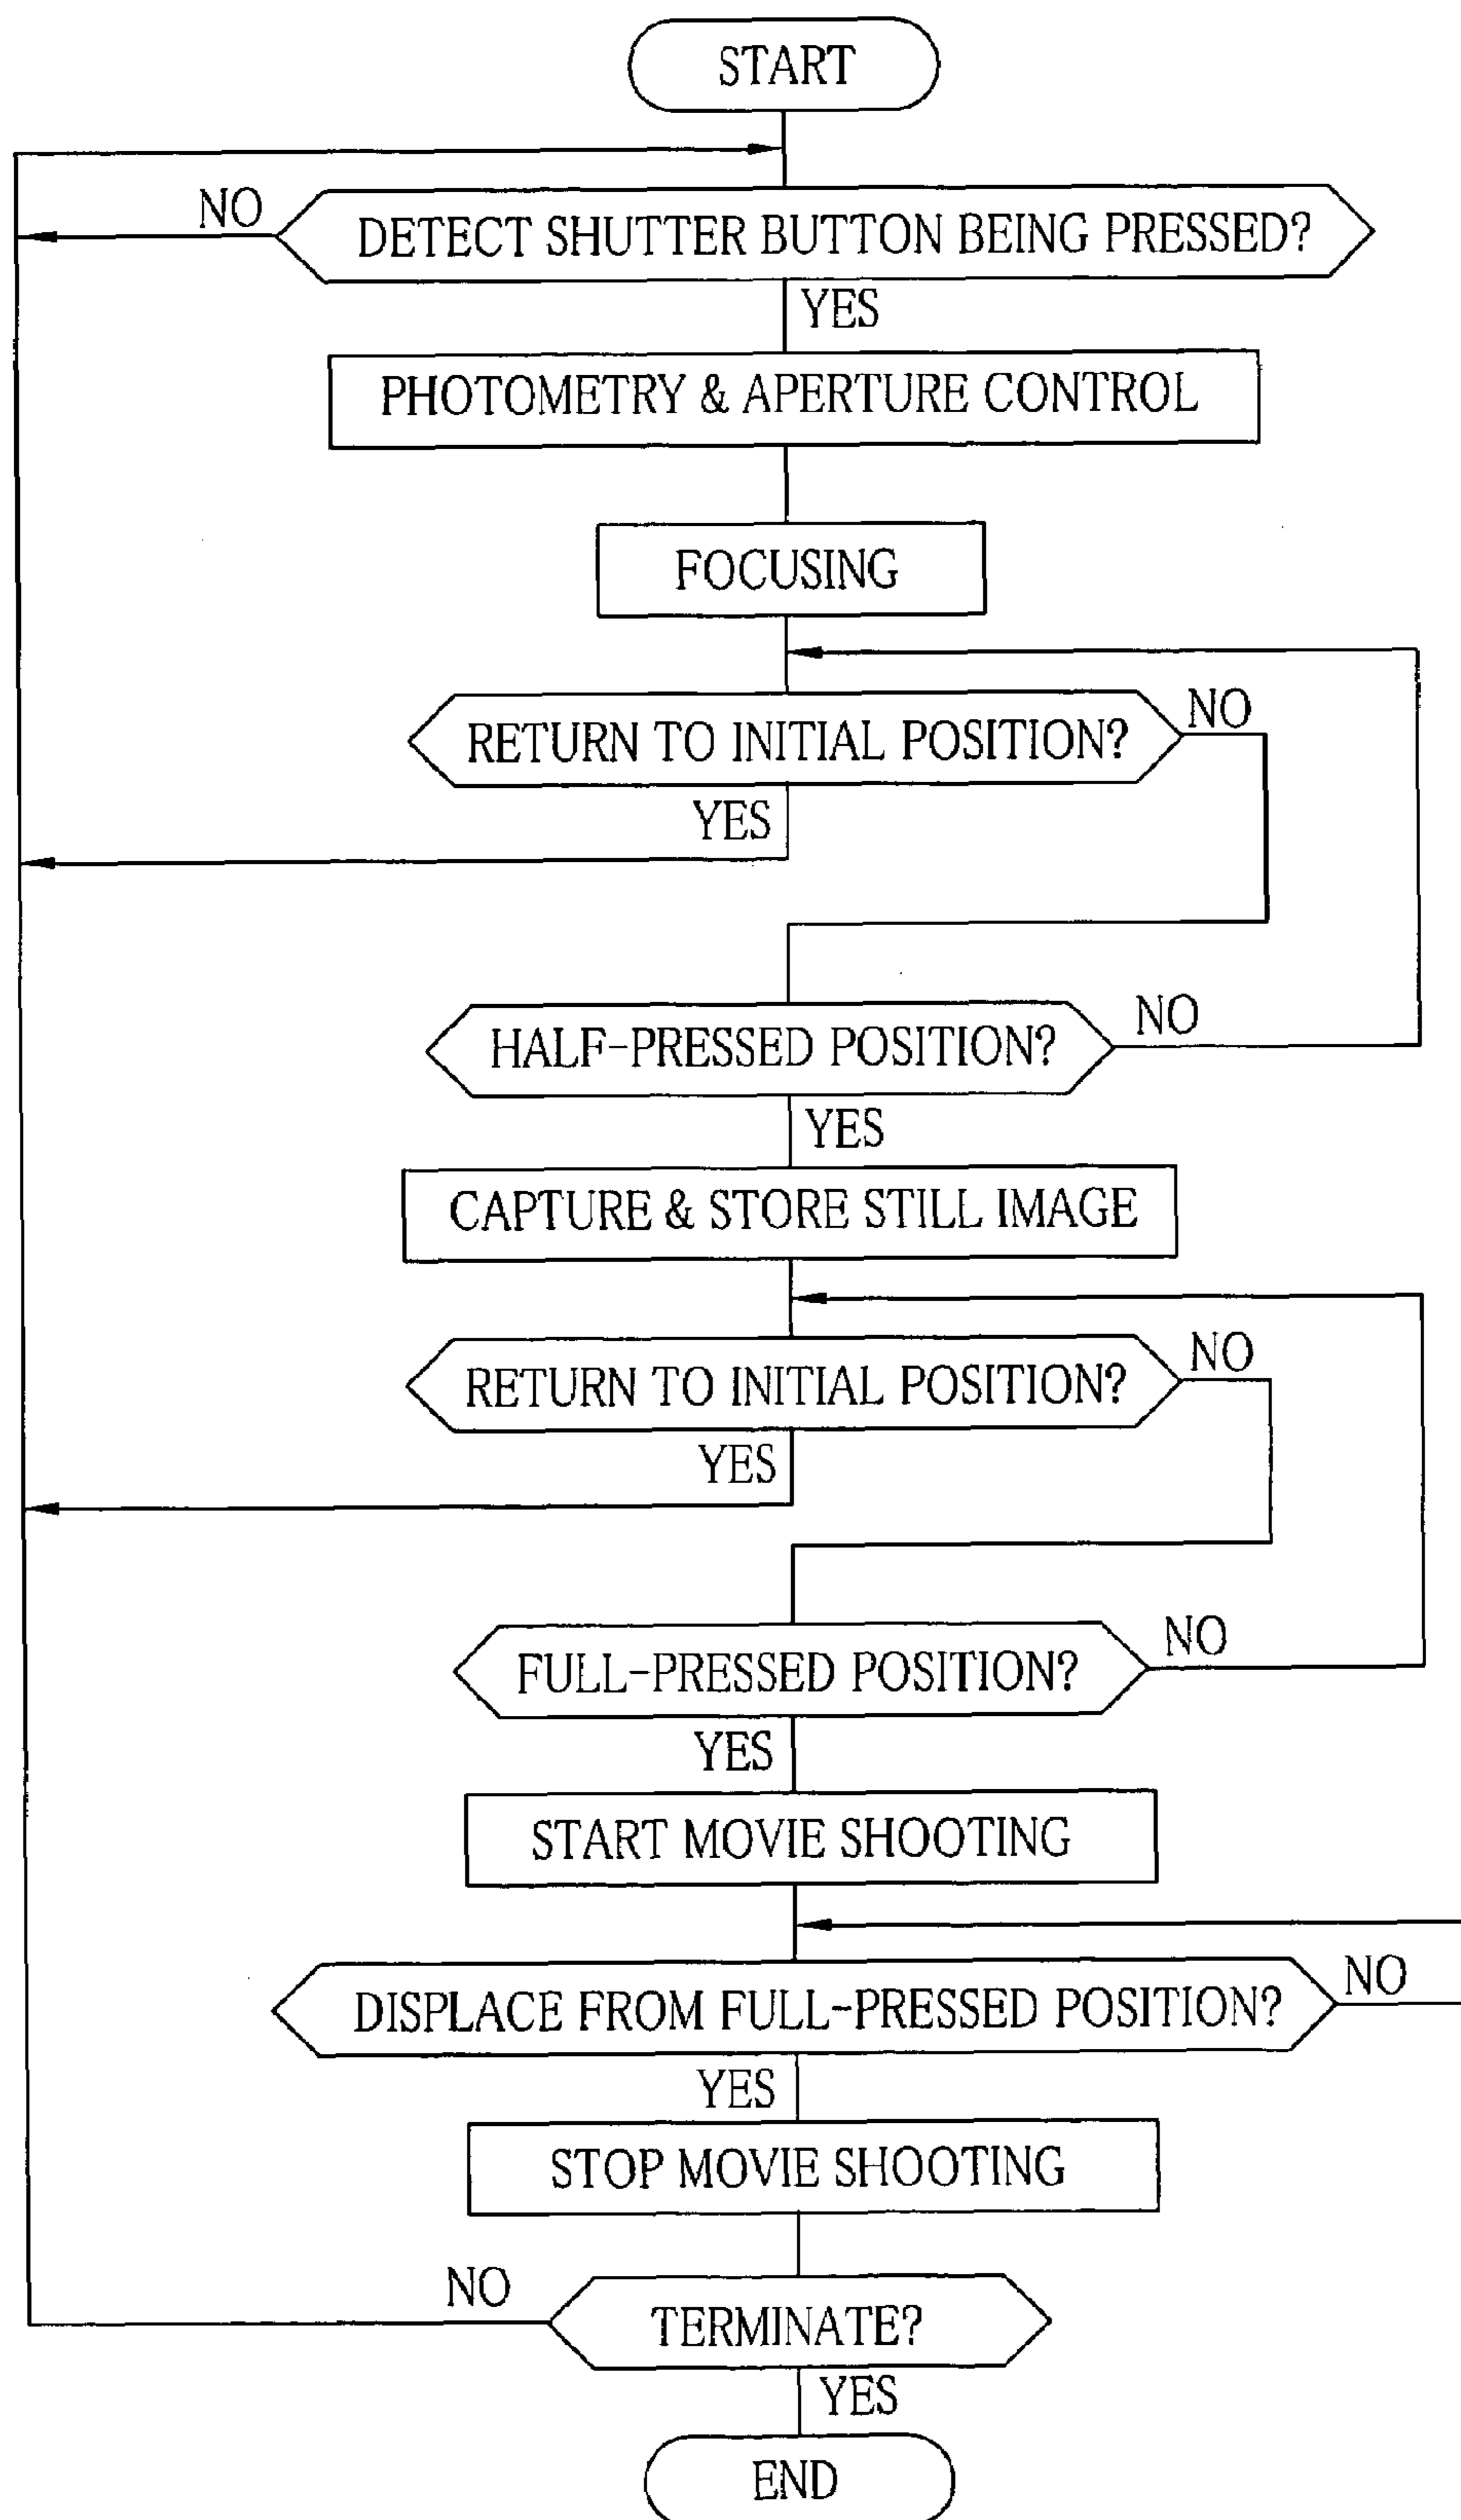 START
NO
DETECT SHUTTER BUTTON BEING PRESSED?
YES
PHOTOMETRY & APERTURE CONTROL
FOCUSING
RETURN TO INITIAL POSITION?
NO
YES
HALF-PRESSED POSITION?
NO
YES
CAPTURE & STORE STILL IMAGE
RETURN TO INITIAL POSITION?
NO
YES
FULL-PRESSED POSITION?
NO
YES
START MOVIE SHOOTING
DISPLACE FROM FULL-PRESSED POSITION?
NO
YES
STOP MOVIE SHOOTING
NO
TERMINATE?
YES
END